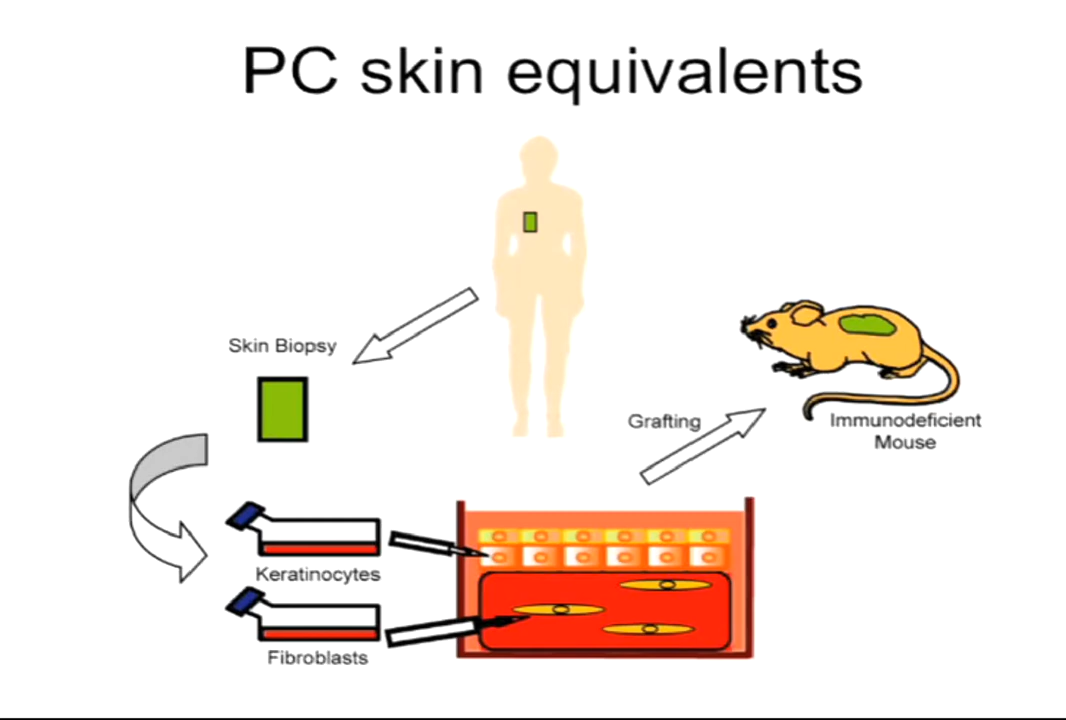 PC skin equivalents
Skin Biopsy
Grafting
Immunodeficient
Mouse
Keratinocytes
Fibroblasts